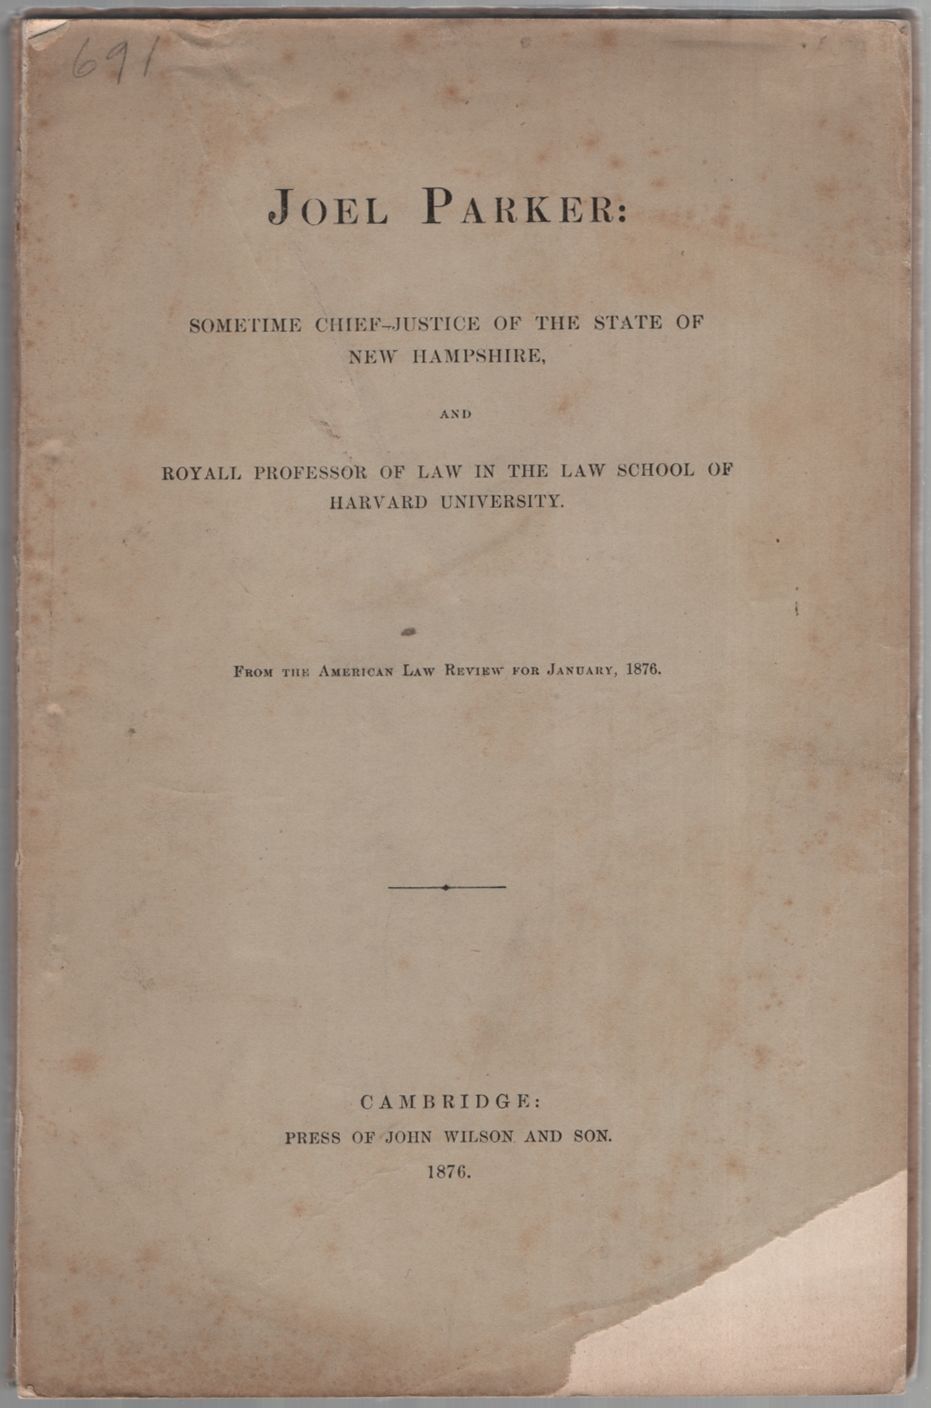 691
JOEL PARKER:
SOMETIME CHIEF-JUSTICE OF THE STATE OF
NEW HAMPSHIRE,
AND
ROYALL PROFESSOR OF LAW IN THE LAW SCHOOL OF
HARVARD UNIVERSITY.
FROM THE AMERICAN LAW REVIEW FOR JANUARY, 1876.
CAMBRIDGE:
PRESS OF JOHN WILSON AND SON.
1876.